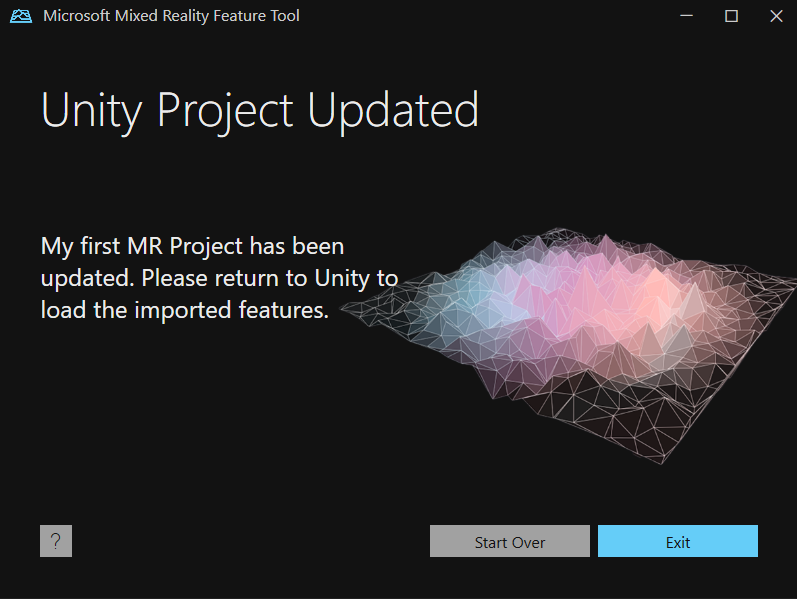 Microsoft Mixed Reality Feature Tool
Unity Project Updated
My first MR Project has been
updated. Please return to Unity to
load the imported features.
?
Start Over
Exit